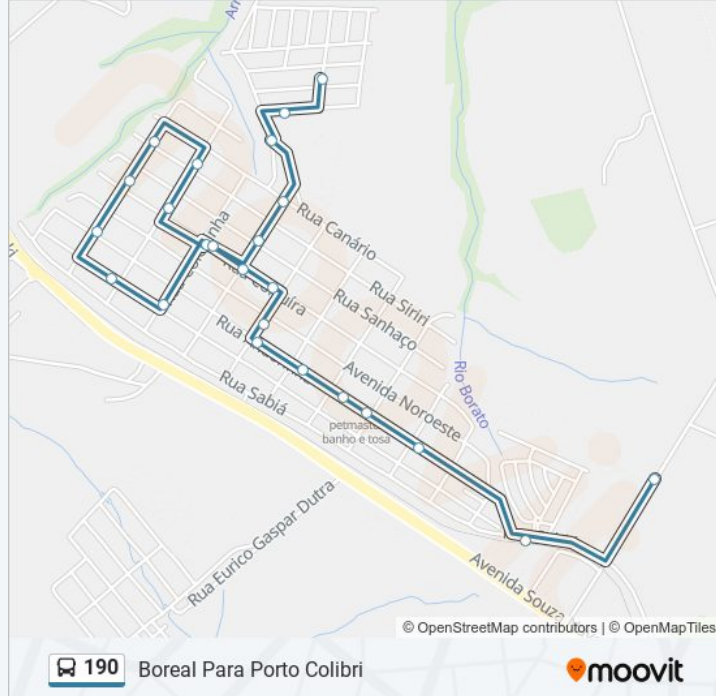 Rua Canário
Rua Siriri
Rua Sanhaço
Rua Sabiá
Avenida Noroeste
Rio Borato
petmaste
banho e tosa
Rua Eurico Gaspar Dutra
Avenida Souza
© OpenStreetMap contributors | © OpenMapTiles
190
Boreal Para Porto Colibri
moovit